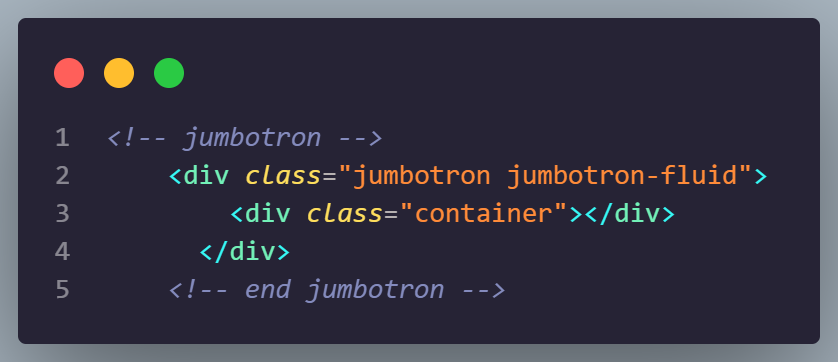 1 <!-- jumbotron -->
2 <div class="jumbotron jumbotron-fluid">
3 <div class="container"></div>
4 </div>
5 <!-- end jumbotron -->